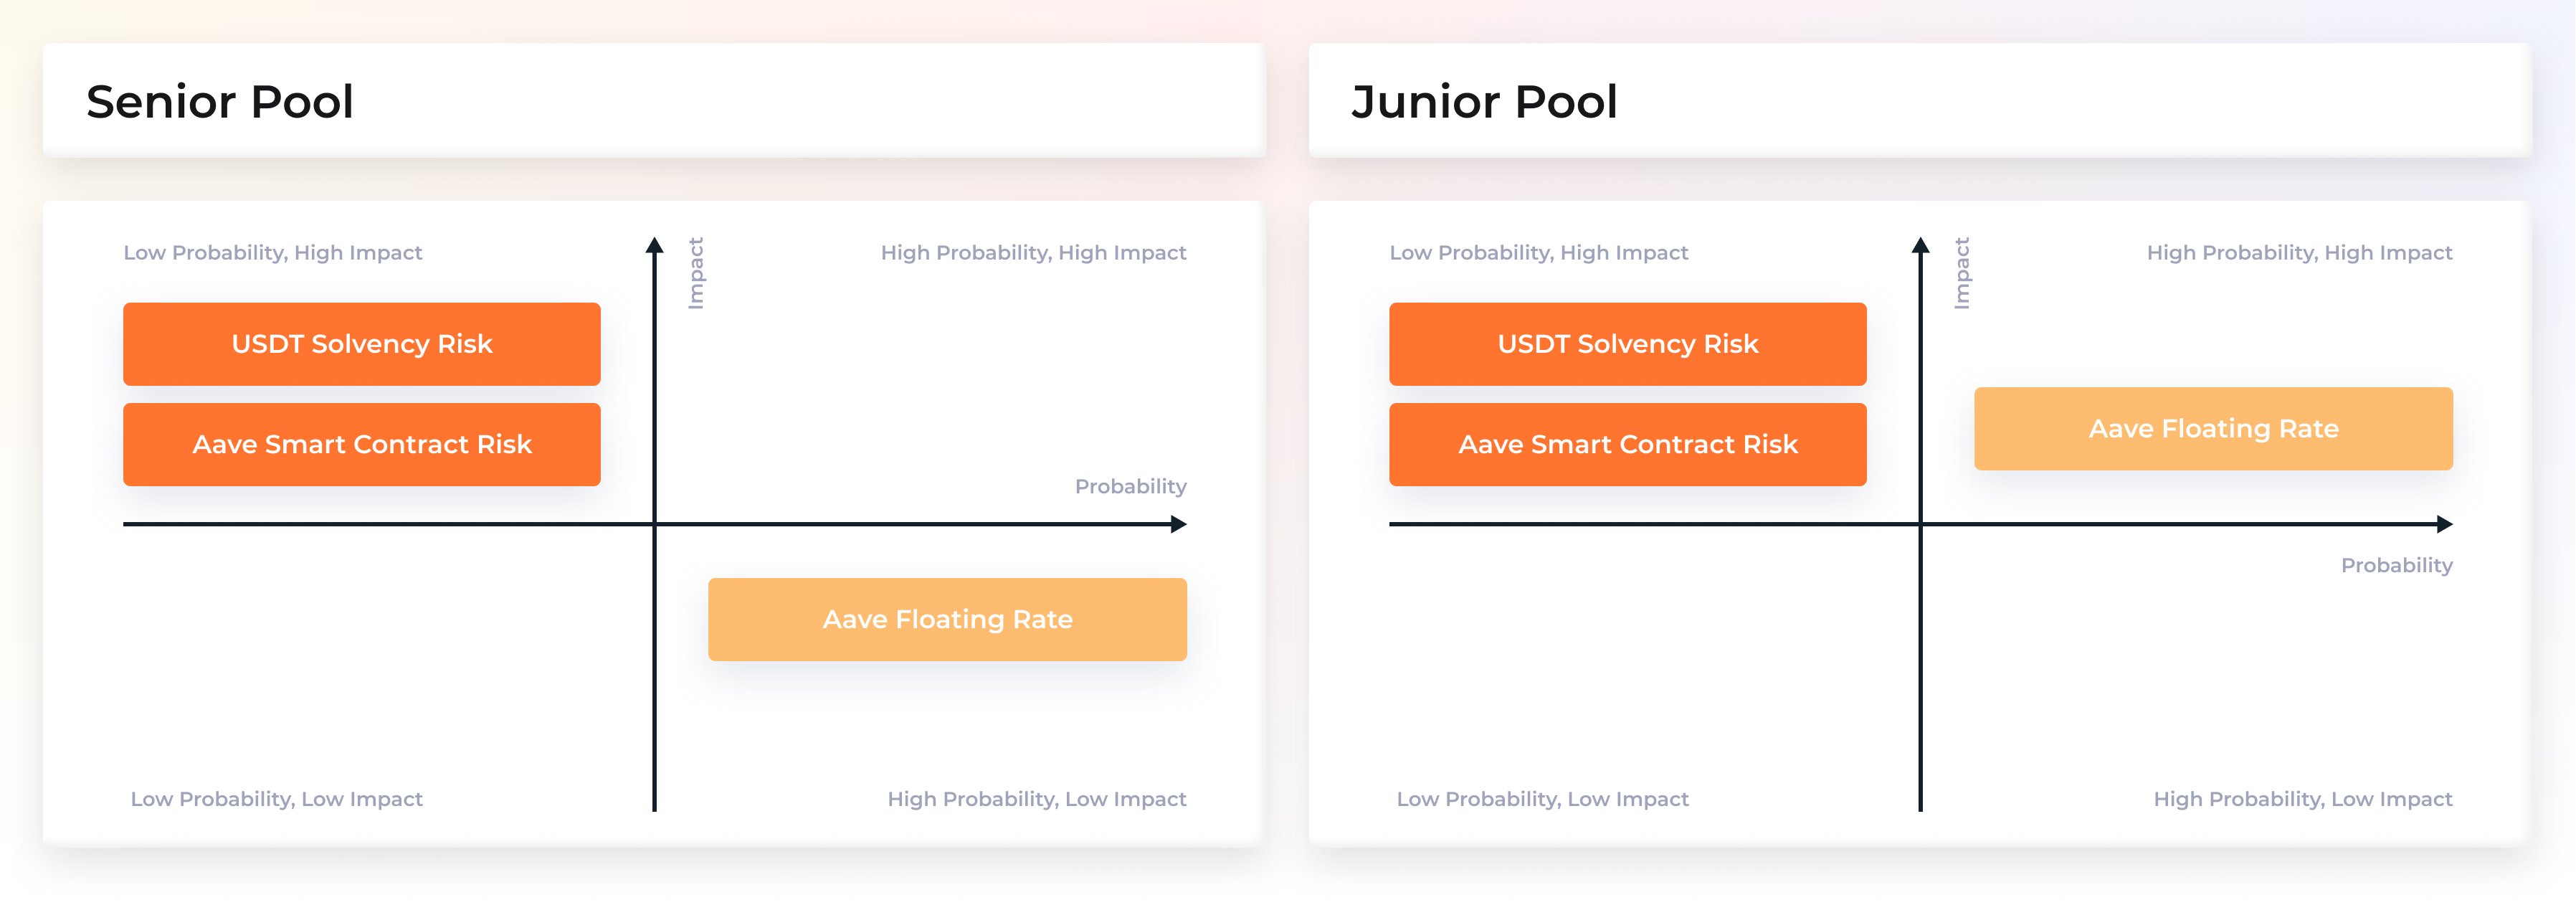 Senior Pool
Low Probability, High Impact
Impact
High Probability, High Impact
USDT Solvency Risk
Aave Smart Contract Risk
Probability
Aave Floating Rate
Low Probability, Low Impact
High Probability, Low Impact
Junior Pool
Low Probability, High Impact
Impact
High Probability, High Impact
USDT Solvency Risk
Aave Floating Rate
Aave Smart Contract Risk
Probability
Low Probability, Low Impact
High Probability, Low Impact